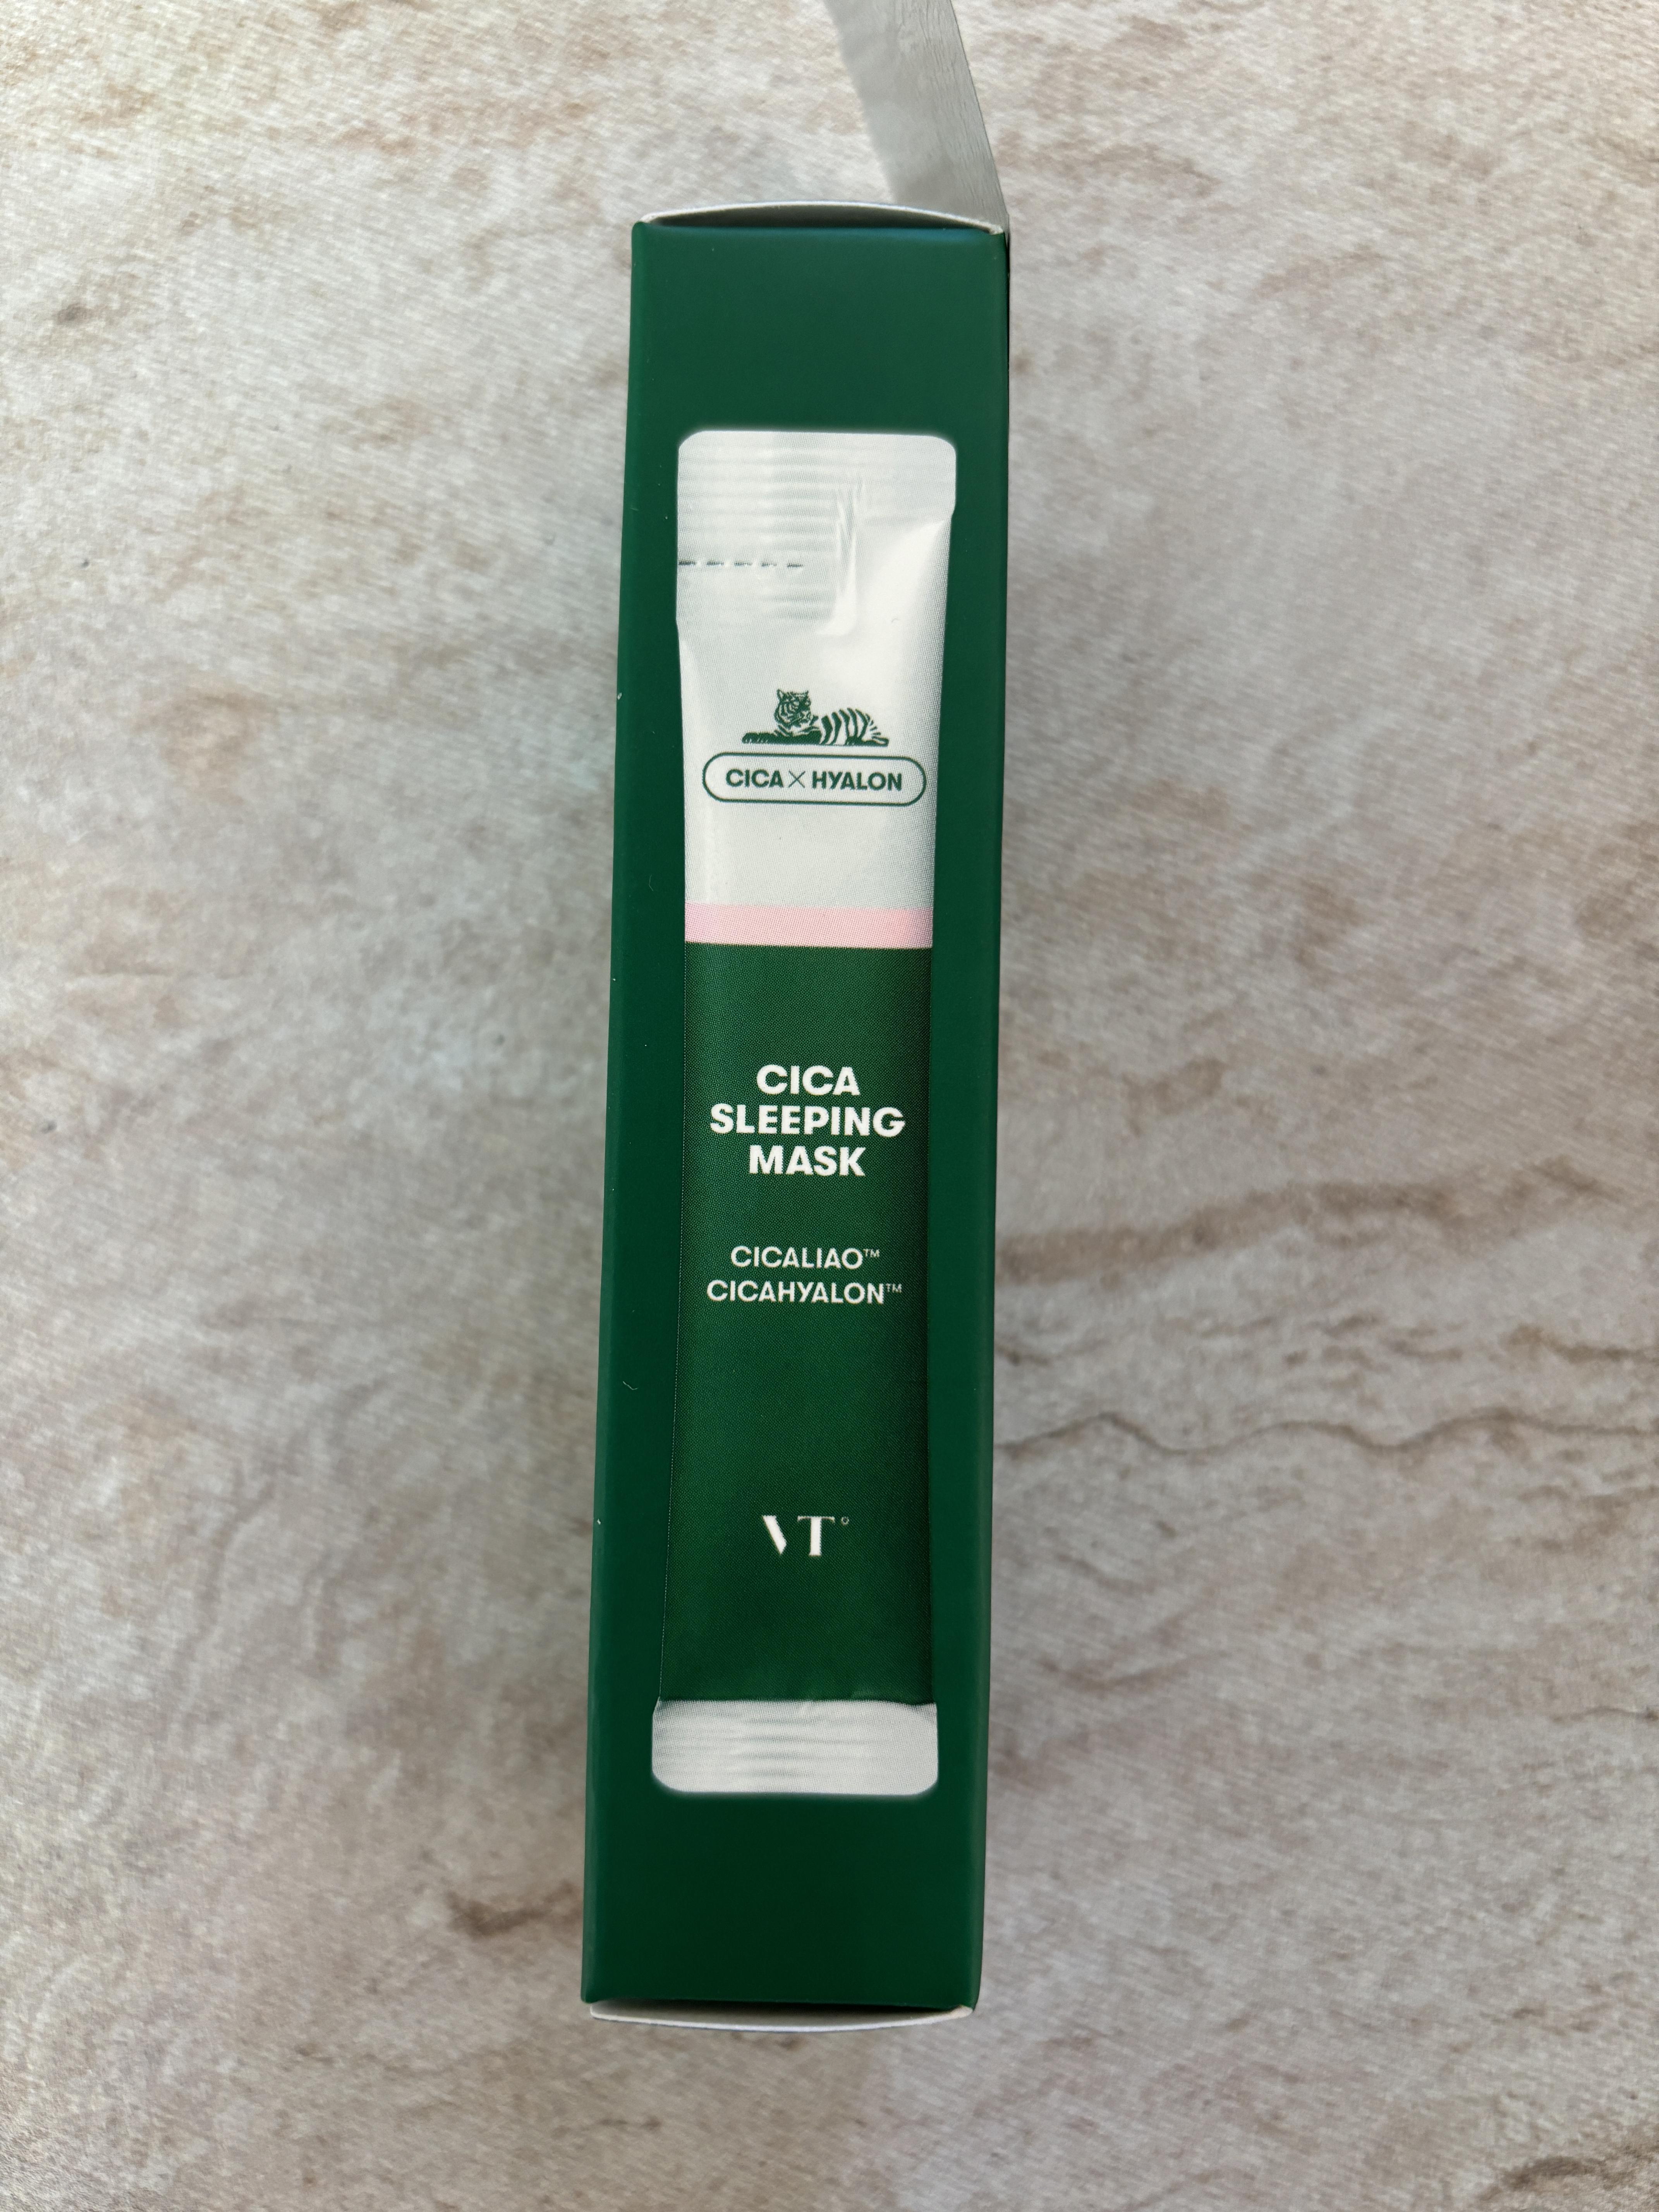 CICA × HYALON
CICA
SLEEPING
MASK
CICALIAO™
CICAHYALON™
VT